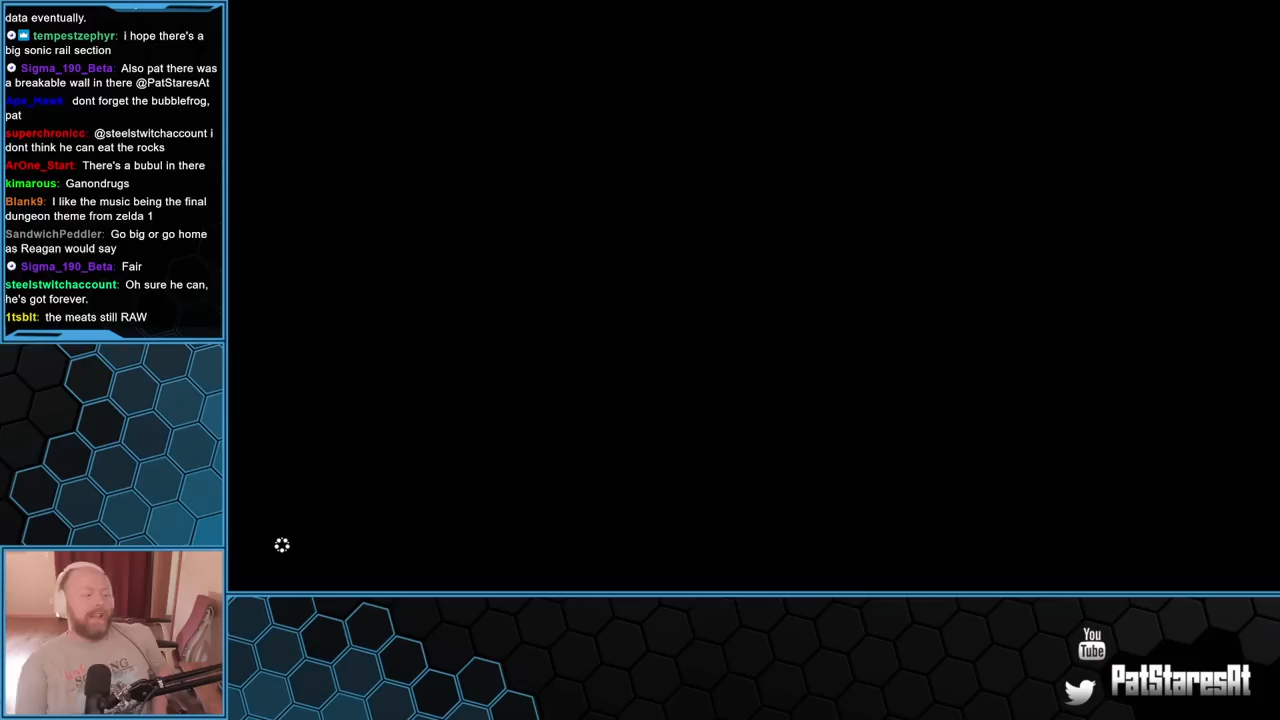 data eventually.
tempestzephyr: i hope there's a
big sonic rail section
Sigma_190_Beta: Also pat there was
a breakable wall in there @PatStaresAt
Apa_Hawk: dont forget the bubblefrog,
pat
superchronicc: @steelstwitchaccount i
dont think he can eat the rocks
ArOne_Start: There's a bubul in there
kimarous: Ganondrugs
Blank9: I like the music being the final
dungeon theme from zelda 1
SandwichPeddler: Go big or go home
as Reagan would say
Sigma_190_Beta: Fair
steelstwitchaccount: Oh sure he can,
he's got forever.
1tsblt: the meats still RAW
You
Tube
PatStaresAt